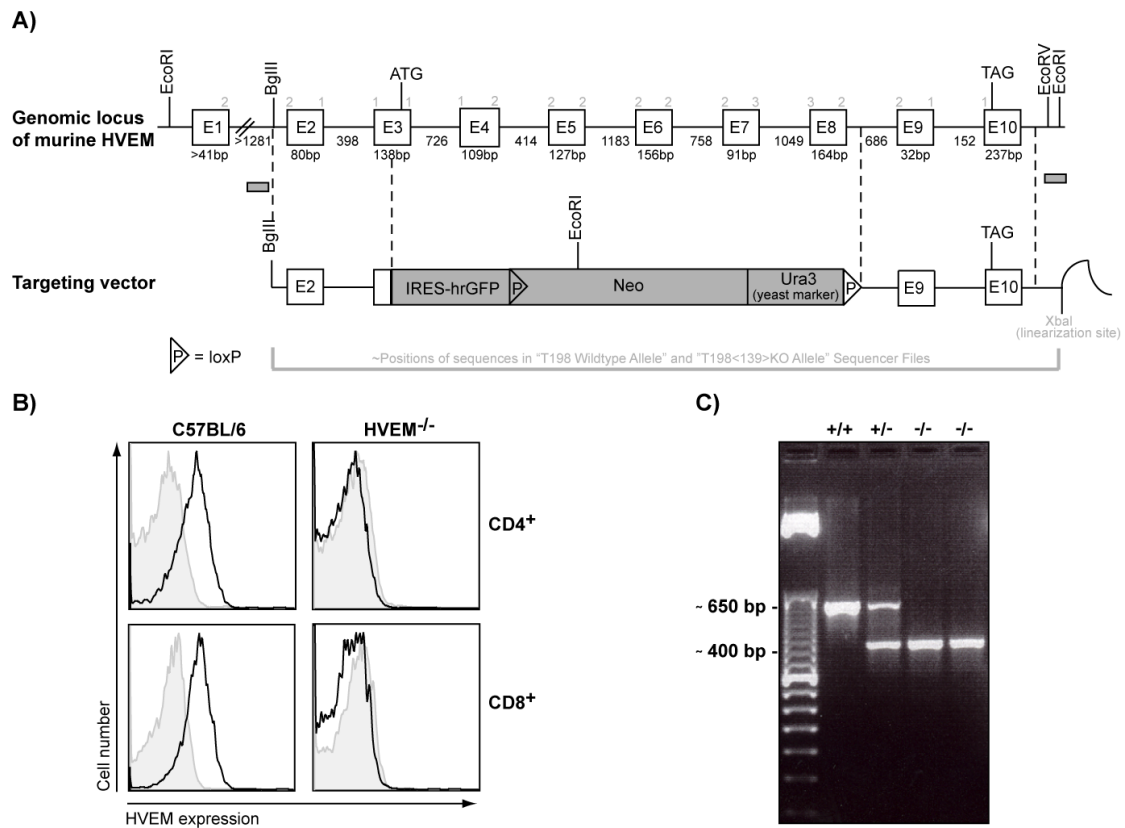 A)
EcoRI
BglII
ATG
TAG
EcoRV
EcoRI
Genomic locus
of murine HVEM
2 2 1 1 1 1 2 2 2 2 2 2 3 3 2 2 1 1
E1 E2 E3 E4 E5 E6 E7 E8 E9 E10
>1281 398 726 414 1183 758 1049 686 152
>41bp 80bp 138bp 109bp 127bp 156bp 91bp 164bp 32bp 237bp
BglII
EcoRI
TAG
Targeting vector
E2 IRES-hrGFP P Neo Ura3 P E9 E10
(yeast marker)
XbaI
(linearization site)
P = loxP
~Positions of sequences in "T198 Wildtype Allele" and "T198<139>KO Allele" Sequencer Files
B)
C57BL/6 HVEM-/-
CD4+
CD8+
Cell number
HVEM expression
C)
+/+ +/- -/- -/-
~ 650 bp -
~ 400 bp -